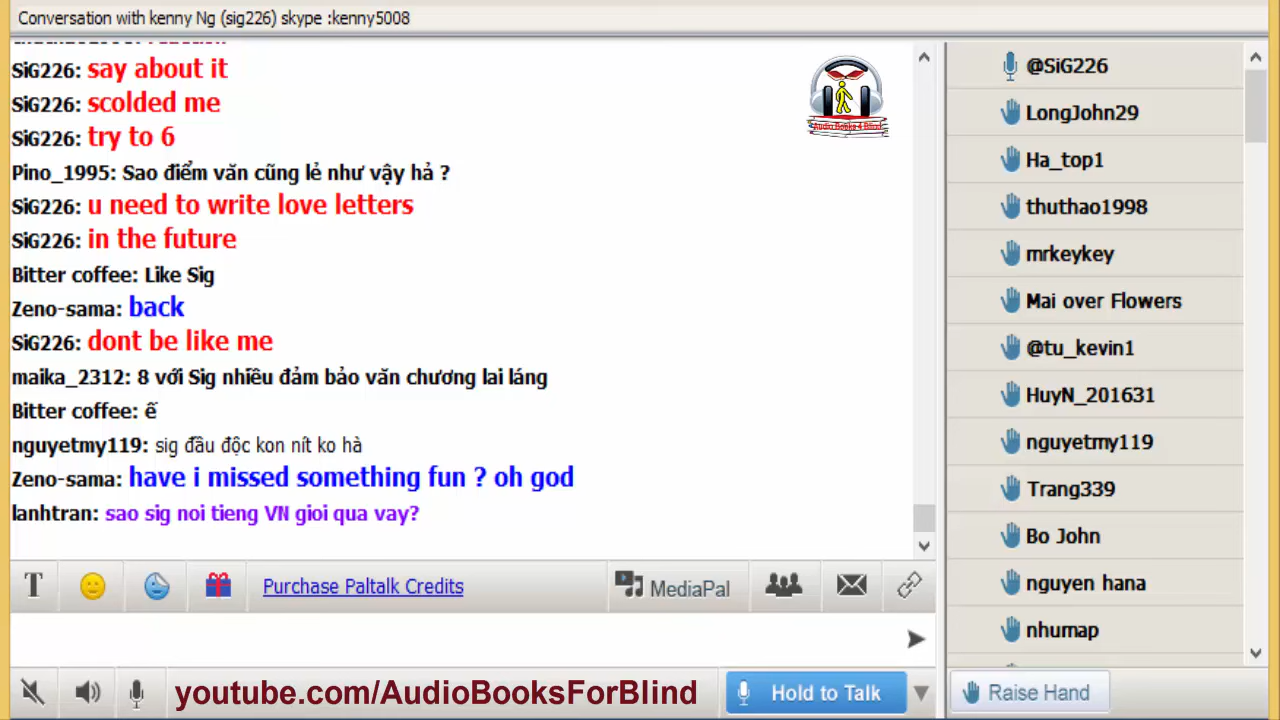 Conversation with kenny Ng (sig226) skype :kenny5008
SiG226: say about it
SiG226: scolded me
SiG226: try to 6
Pino_1995: Sao điểm văn cũng lẻ như vậy hả ?
SiG226: u need to write love letters
SiG226: in the future
Bitter coffee: Like Sig
Zeno-sama: back
SiG226: dont be like me
maika_2312: 8 với Sig nhiêu đảm bảo văn chương lai láng
Bitter coffee: ế
nguyetmy119: sig đầu độc kon nít ko hà
Zeno-sama: have i missed something fun ? oh god
lanhtran: sao sig noi tieng VN gioi qua vay?
Audio Books 4 Blind
@SiG226
LongJohn29
Ha_top1
thuthao1998
mrkeykey
Mai over Flowers
@tu_kevin1
HuyN_201631
nguyetmy119
Trang339
Bo John
nguyen hana
nhumap
T
Purchase Paltalk Credits
MediaPal
youtube.com/AudioBooksForBlind
Hold to Talk
Raise Hand